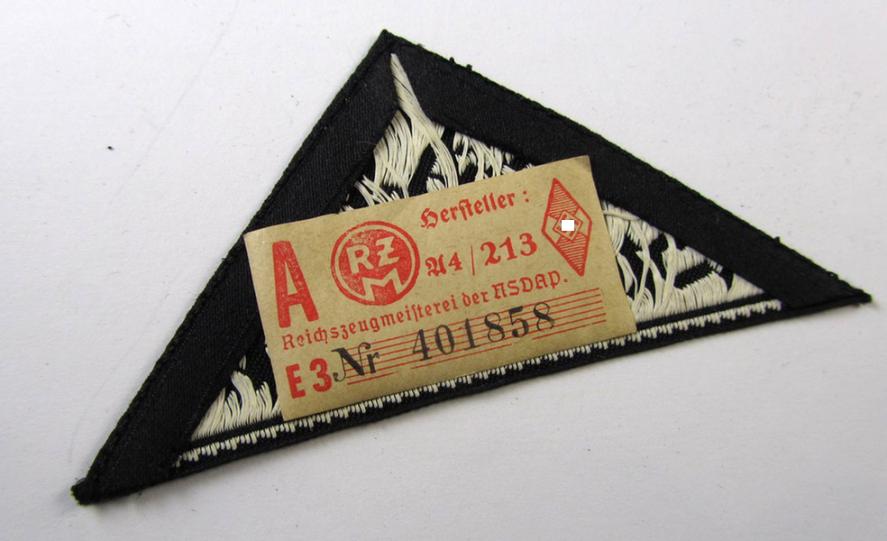 A
RZM
Hersteller:
A4/213
Reichszeugmeisterei der NSDAP.
E3 Nr 401858